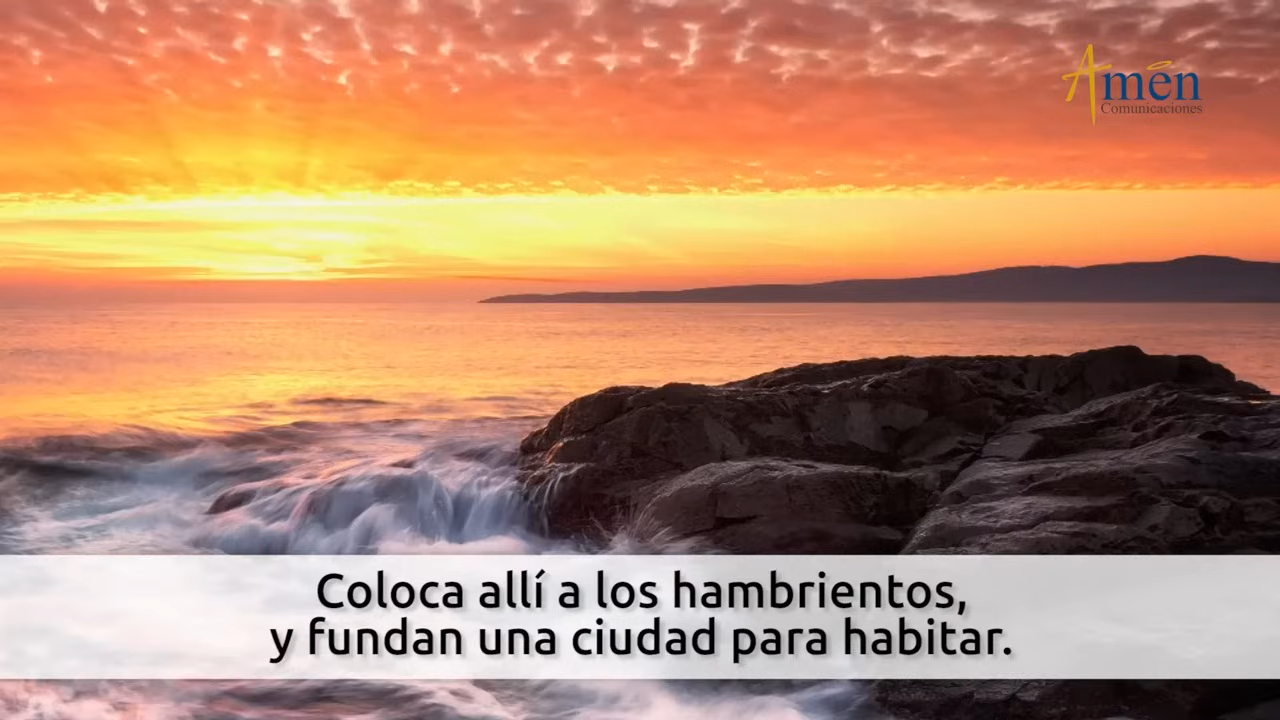 Amén
Comunicaciones
Coloca allí a los hambrientos,
y fundan una ciudad para habitar.